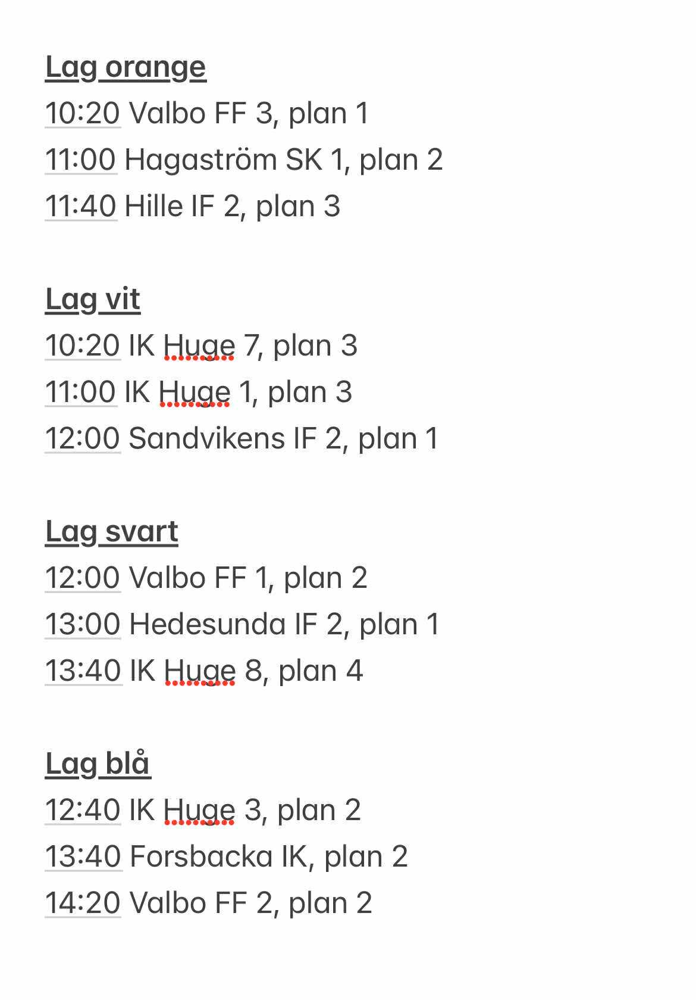 Lag orange
10:20 Valbo FF 3, plan 1
11:00 Hagaström SK 1, plan 2
11:40 Hille IF 2, plan 3
Lag vit
10:20 IK Huge 7, plan 3
11:00 IK Huge 1, plan 3
12:00 Sandvikens IF 2, plan 1
Lag svart
12:00 Valbo FF 1, plan 2
13:00 Hedesunda IF 2, plan 1
13:40 IK Huge 8, plan 4
Lag blå
12:40 IK Huge 3, plan 2
13:40 Forsbacka IK, plan 2
14:20 Valbo FF 2, plan 2